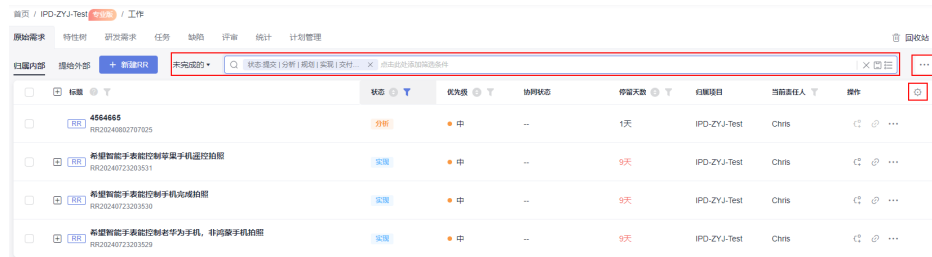 首页 / IPD-ZYJ-Test 专业版 / 工作
原始需求 特性树 研发需求 任务 缺陷 评审 统计 计划管理 回收站
归属内部 提给外部 + 新建RR 未完成的 状态:提交 | 分析 | 规划 | 实现 | 交付... × 点击此处添加筛选条件
标题 状态 优先级 协同状态 停留天数 归属项目 当前责任人 操作
RR 4564665 分析 中 -- 1天 IPD-ZYJ-Test Chris
RR20240802707025
RR 希望智能手表能控制苹果手机遥控拍照 实现 中 -- 9天 IPD-ZYJ-Test Chris
RR20240723203531
RR 希望智能手表能控制手机完成拍照 实现 中 -- 9天 IPD-ZYJ-Test Chris
RR20240723203530
RR 希望智能手表能控制老华为手机，非鸿蒙手机拍照 实现 中 -- 9天 IPD-ZYJ-Test Chris
RR20240723203529